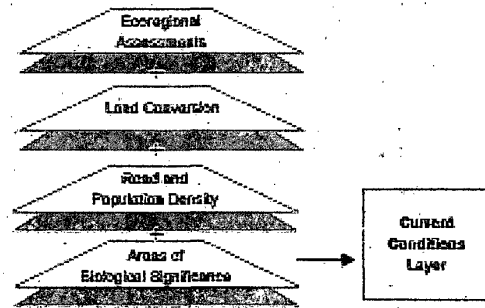 Ecoregional
Assessments
+
Land Conversion
+
Road and
Population Density
+
Areas of
Biological Significance
Current
Conditions
Layer